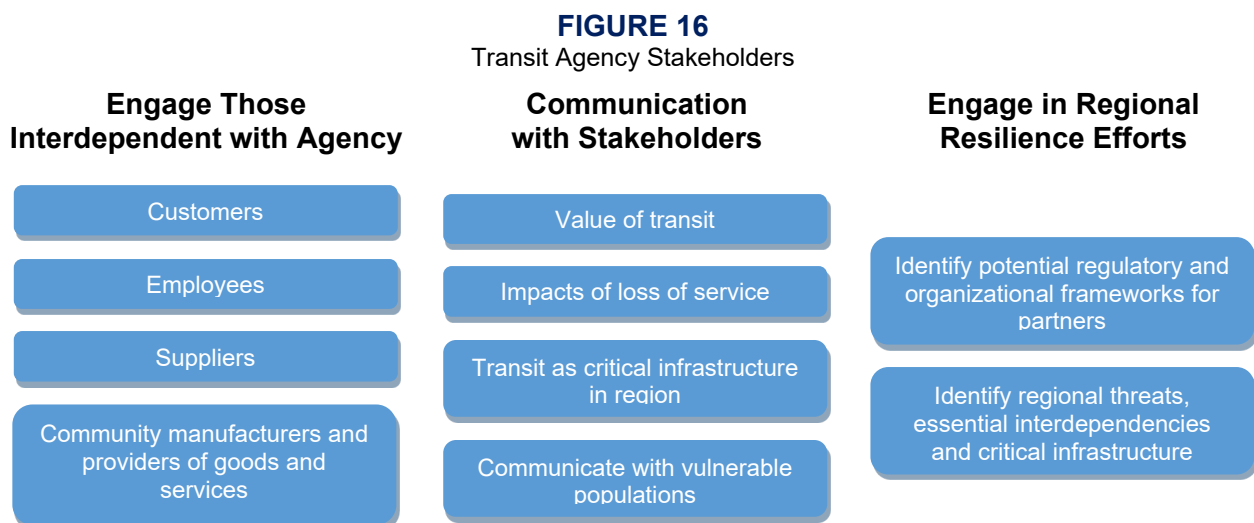 FIGURE 16
Transit Agency Stakeholders
Engage Those
Interdependent with Agency
Customers
Employees
Suppliers
Community manufacturers and
providers of goods and
services
Communication
with Stakeholders
Value of transit
Impacts of loss of service
Transit as critical infrastructure
in region
Communicate with vulnerable
populations
Engage in Regional
Resilience Efforts
Identify potential regulatory and
organizational frameworks for
partners
Identify regional threats,
essential interdependencies
and critical infrastructure